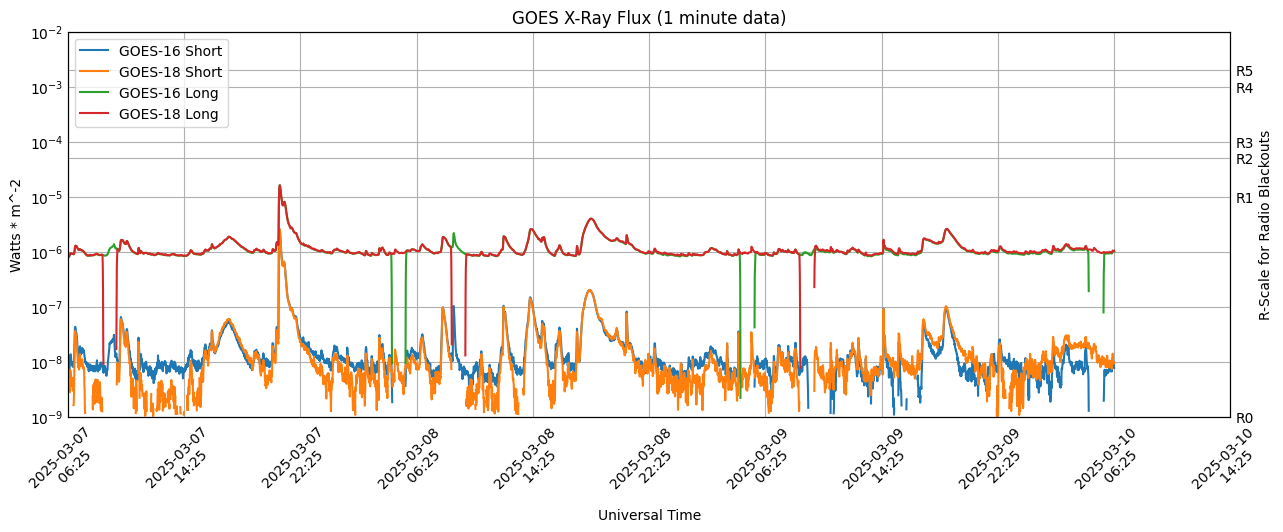 GOES X-Ray Flux (1 minute data)
GOES-16 Short
GOES-18 Short
GOES-16 Long
GOES-18 Long
Watts * m^-2
10⁻²
10⁻³
10⁻⁴
10⁻⁵
10⁻⁶
10⁻⁷
10⁻⁸
10⁻⁹
R5
R4
R3
R2
R1
R0
R-Scale for Radio Blackouts
2025-03-07
06:25
2025-03-07
14:25
2025-03-07
22:25
2025-03-08
06:25
2025-03-08
14:25
2025-03-08
22:25
2025-03-09
06:25
2025-03-09
14:25
2025-03-09
22:25
2025-03-10
06:25
2025-03-10
14:25
Universal Time